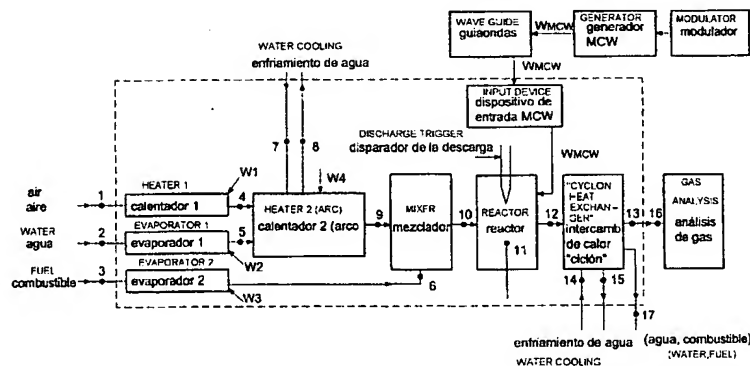 WAVE GUIDE
guiaondas
WMCW
GENERATOR
generador
MCW
MODULATOR
modulador
WATER COOLING
enfriamiento de agua
WMCW
INPUT DEVICE
dispositivo de
entrada MCW
7
8
DISCHARGE TRIGGER
disparador de la descarga
WMCW
W1
W4
air
aire
1
HEATER 1
calentador 1
4
HEATER 2 (ARC)
calentador 2 (arco
9
MIXFR
mezclador
10
REACTOR
reactor
11
12
"CYCLON
HEAT
EXCHAN-
GER"
intercamb
de calor
"ciclón"
13
16
GAS
ANALYSIS
análisis
de gas
WATER
agua
2
EVAPORATOR 1
evaporador 1
5
W2
FUEL
combustible
3
EVAPORATOR 2
evaporador 2
W3
6
14
15
17
enfriamiento de agua
WATER COOLING
(agua, combustible)
(WATER,FUEL)